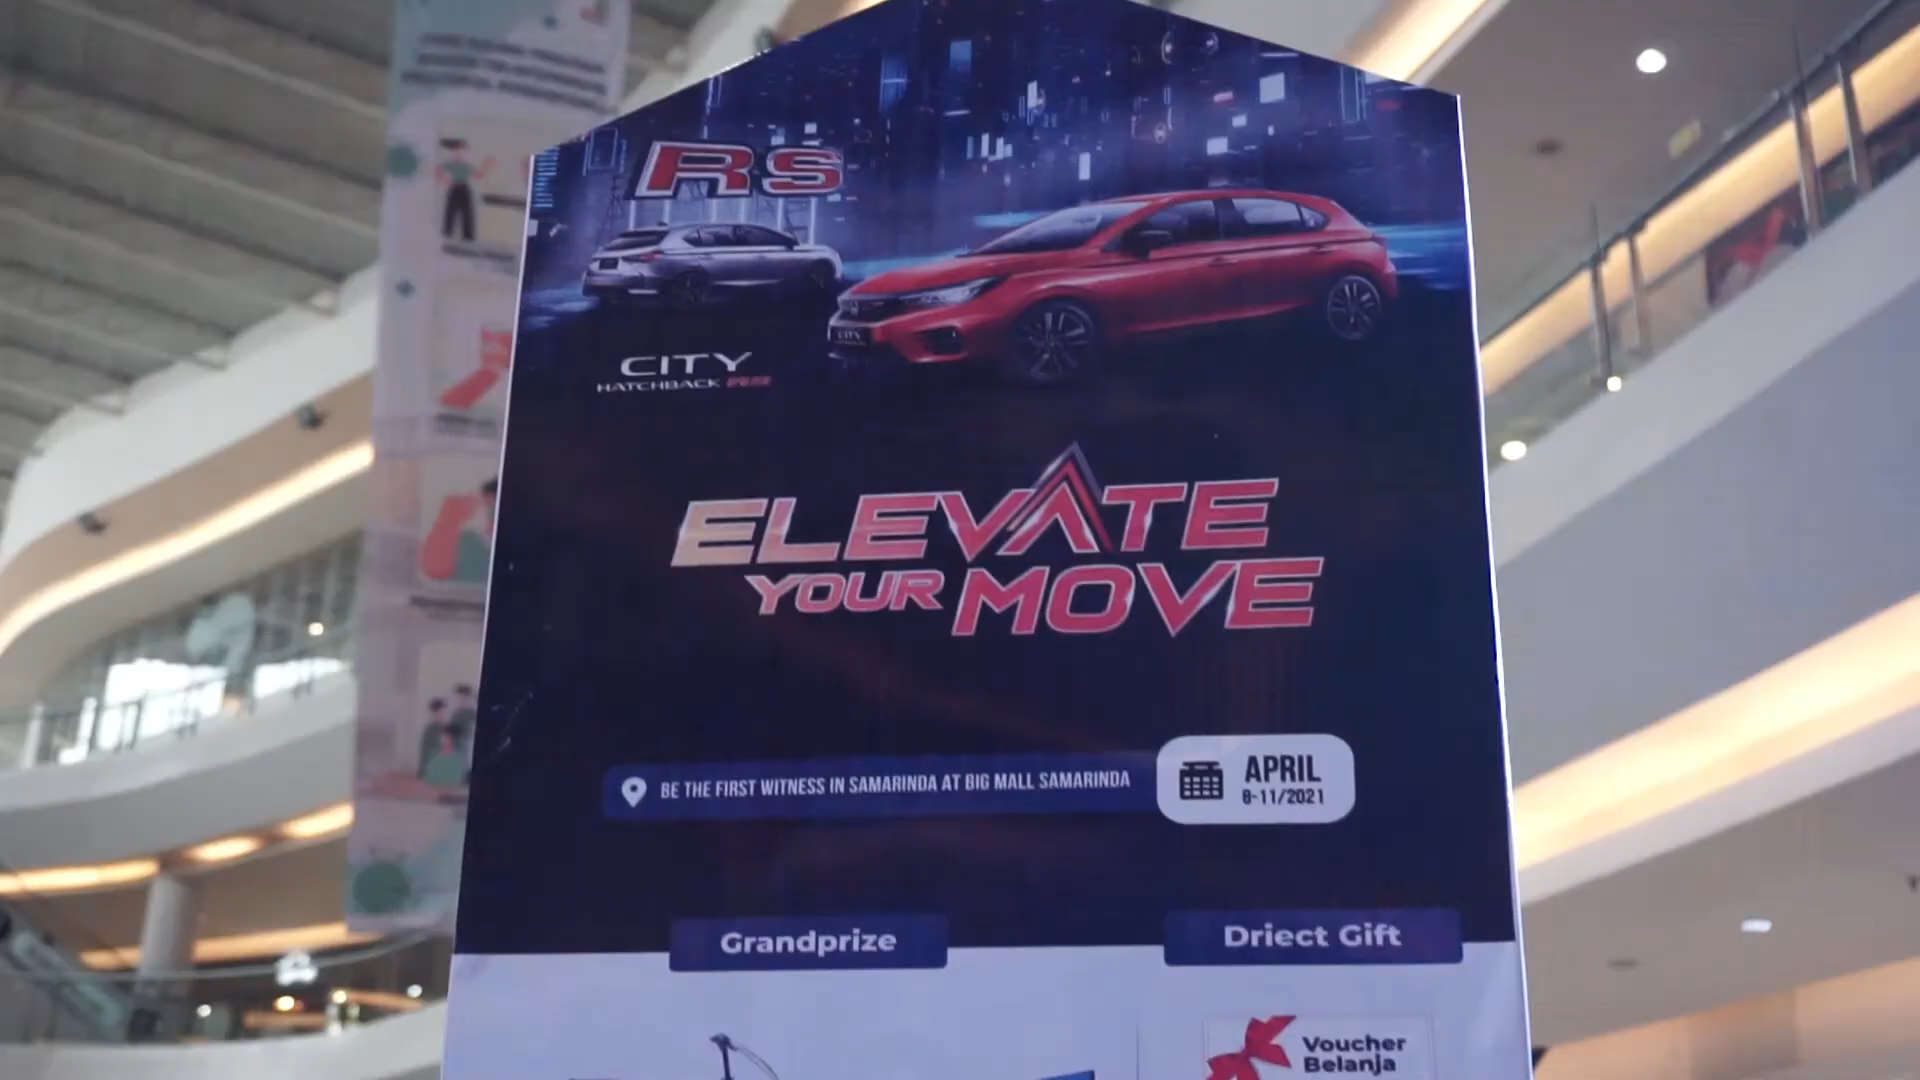 RS
CITY
CITY
HATCHBACK RS
ELEVATE
YOUR MOVE
BE THE FIRST WITNESS IN SAMARINDA AT BIG MALL SAMARINDA
APRIL
8-11/2021
Grandprize
Driect Gift
Voucher
Belanja